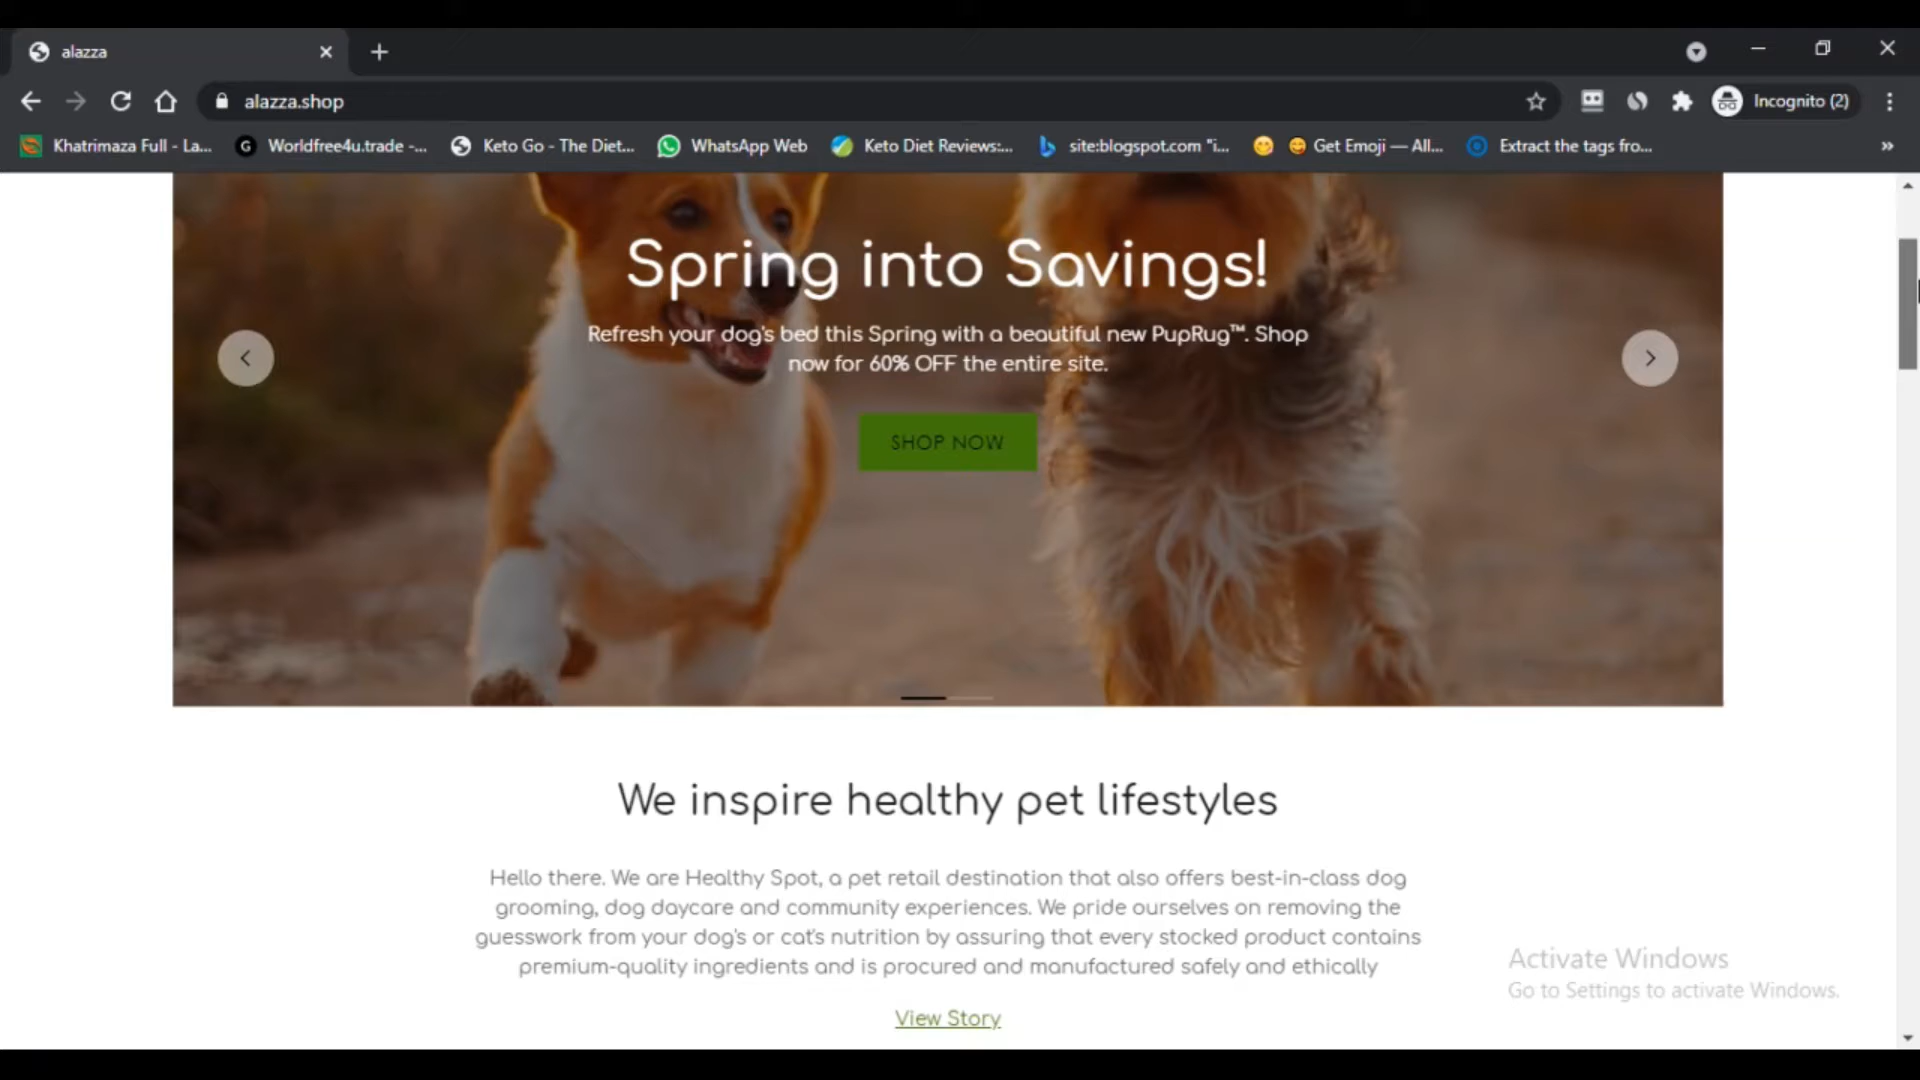 alazza
alazza.shop
Incognito (2)
Khatrimaza Full - La...
Worldfree4u.trade -...
Keto Go - The Diet...
WhatsApp Web
Keto Diet Reviews:...
site:blogspot.com "i...
Get Emoji — All...
Extract the tags fro...
Spring into Savings!
Refresh your dog's bed this Spring with a beautiful new PupRug™. Shop
now for 60% OFF the entire site.
SHOP NOW
We inspire healthy pet lifestyles
Hello there. We are Healthy Spot, a pet retail destination that also offers best-in-class dog
grooming, dog daycare and community experiences. We pride ourselves on removing the
guesswork from your dog's or cat's nutrition by assuring that every stocked product contains
premium-quality ingredients and is procured and manufactured safely and ethically
View Story
Activate Windows
Go to Settings to activate Windows.